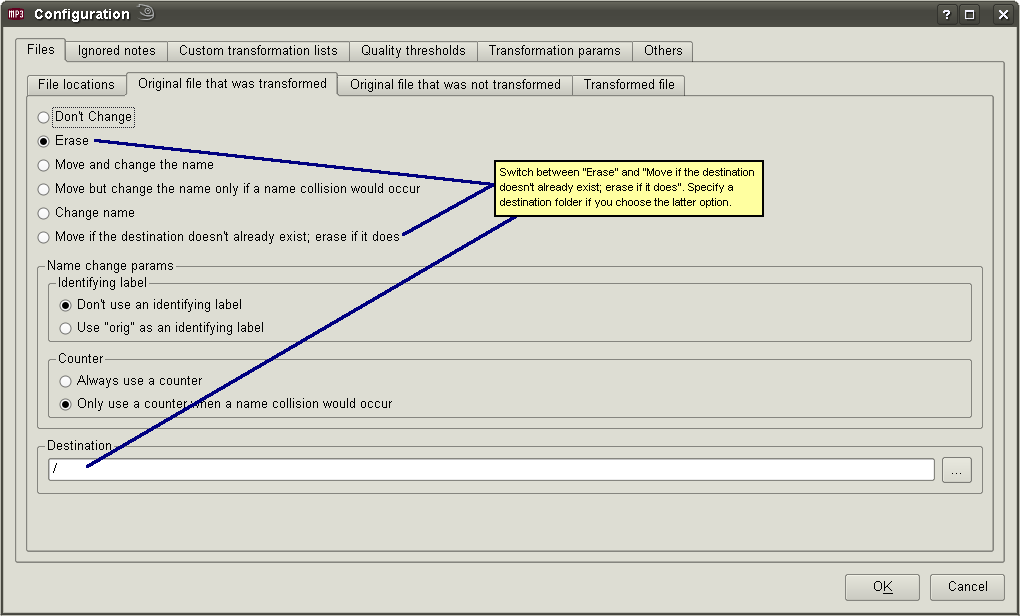 MP3 Configuration ?
Files Ignored notes Custom transformation lists Quality thresholds Transformation params Others
File locations Original file that was transformed Original file that was not transformed Transformed file
Don't Change
Erase
Move and change the name
Move but change the name only if a name collision would occur
Change name
Move if the destination doesn't already exist; erase if it does
Switch between "Erase" and "Move if the destination
doesn't already exist; erase if it does". Specify a
destination folder if you choose the latter option.
Name change params
Identifying label
Don't use an identifying label
Use "orig" as an identifying label
Counter
Always use a counter
Only use a counter when a name collision would occur
Destination
/ ...
OK Cancel